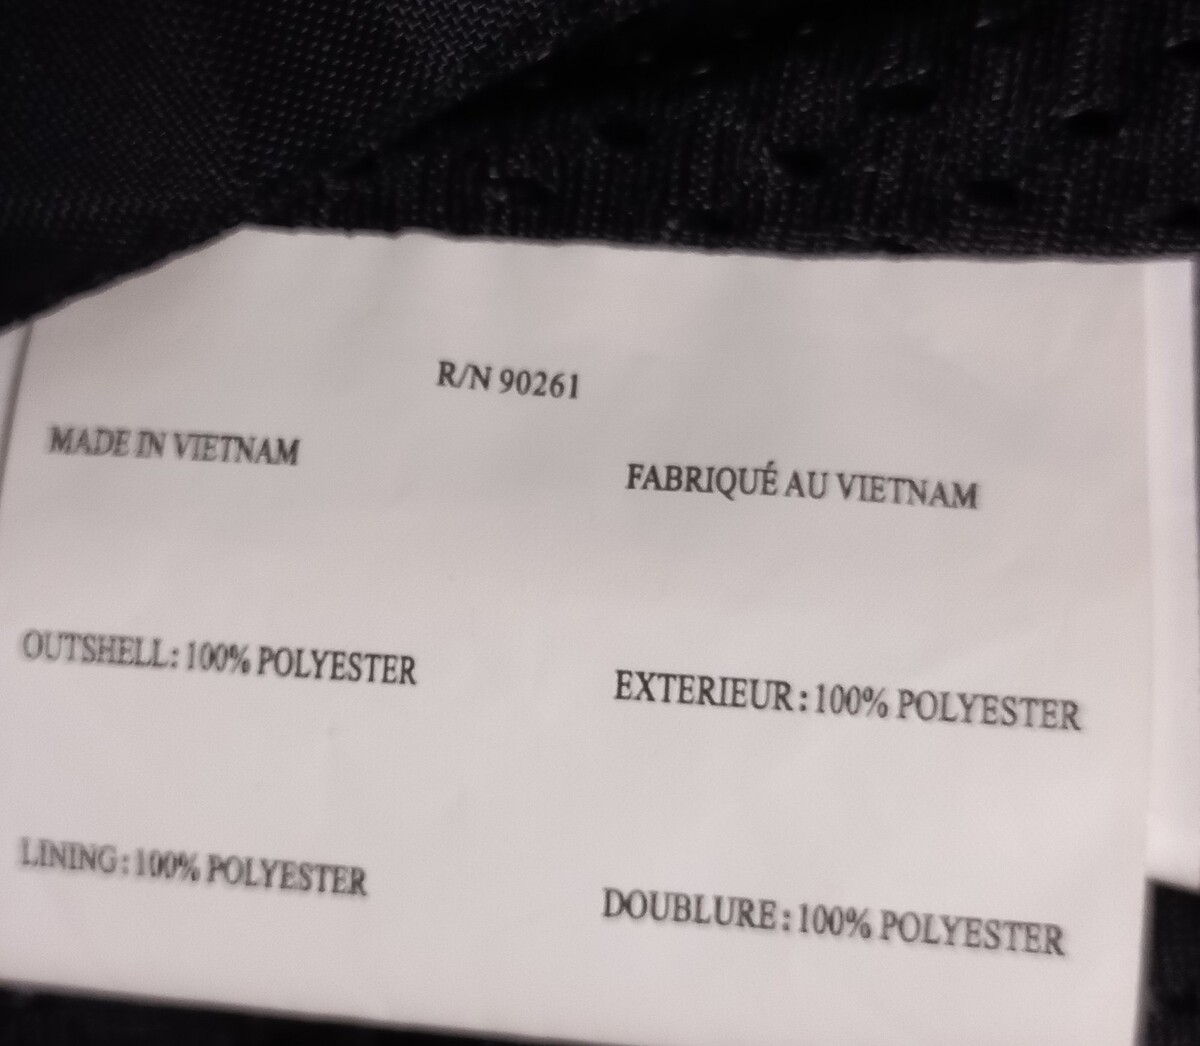 R/N 90261
MADE IN VIETNAM
FABRIQUÉ AU VIETNAM
OUTSHELL: 100% POLYESTER
EXTERIEUR: 100% POLYESTER
LINING: 100% POLYESTER
DOUBLURE: 100% POLYESTER